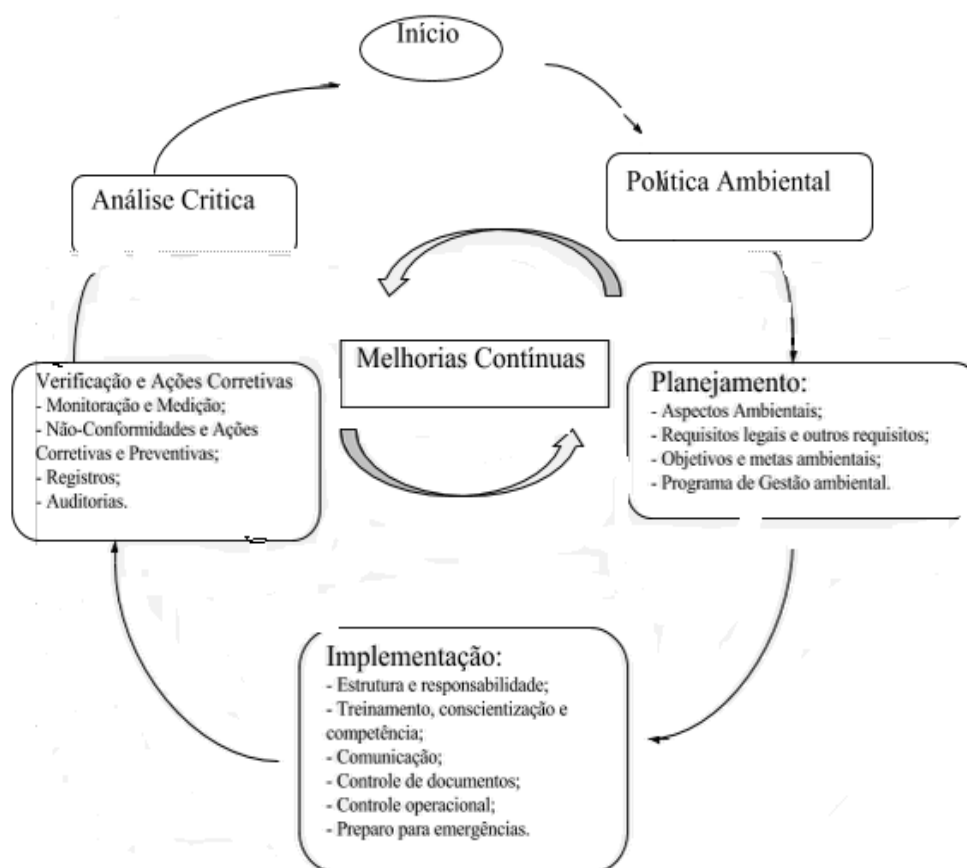 Início
Política Ambiental
Análise Critica
Melhorias Contínuas
Planejamento:
- Aspectos Ambientais;
- Requisitos legais e outros requisitos;
- Objetivos e metas ambientais;
- Programa de Gestão ambiental.
Verificação e Ações Corretivas
- Monitoração e Medição;
- Não-Conformidades e Ações
Corretivas e Preventivas;
- Registros;
- Auditorias.
Implementação:
- Estrutura e responsabilidade;
- Treinamento, conscientização e
competência;
- Comunicação;
- Controle de documentos;
- Controle operacional;
- Preparo para emergências.